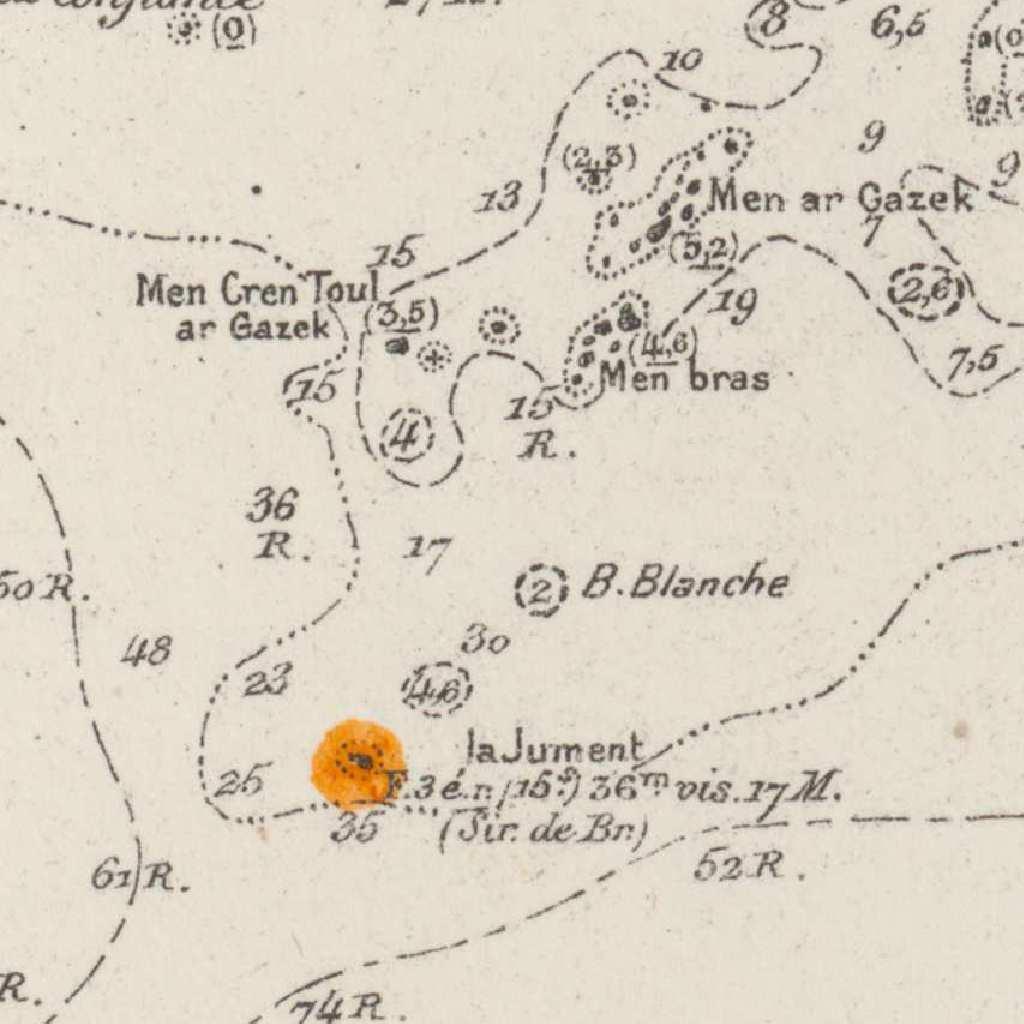 (0)
8
6,5
10
9
(2,3)
9
13
Men ar Gazek
7
15
(5,2)
Men Cren Toul
ar Gazek
(3,5)
19
(2,6)
(4,6)
7,5
Men bras
15
15
R.
4
36
R.
17
50 R.
2
B. Blanche
48
30
23
4,6
la Jument
25
F. 3 é. r. (15ˢ) 36ᵐ vis. 17 M.
35
(Sir. de Br.)
52 R.
61 R.
R.
74 R.